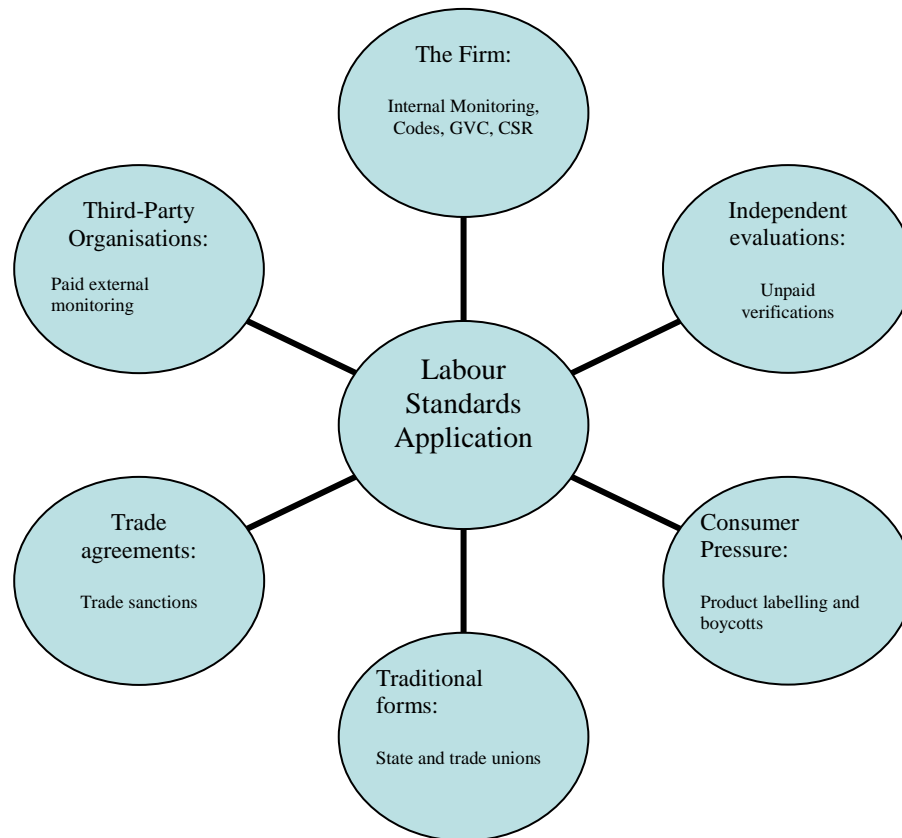 The Firm:
Internal Monitoring,
Codes, GVC, CSR
Third-Party
Organisations:
Paid external
monitoring
Independent
evaluations:
Unpaid
verifications
Labour
Standards
Application
Trade
agreements:
Trade sanctions
Consumer
Pressure:
Product labelling and
boycotts
Traditional
forms:
State and trade unions